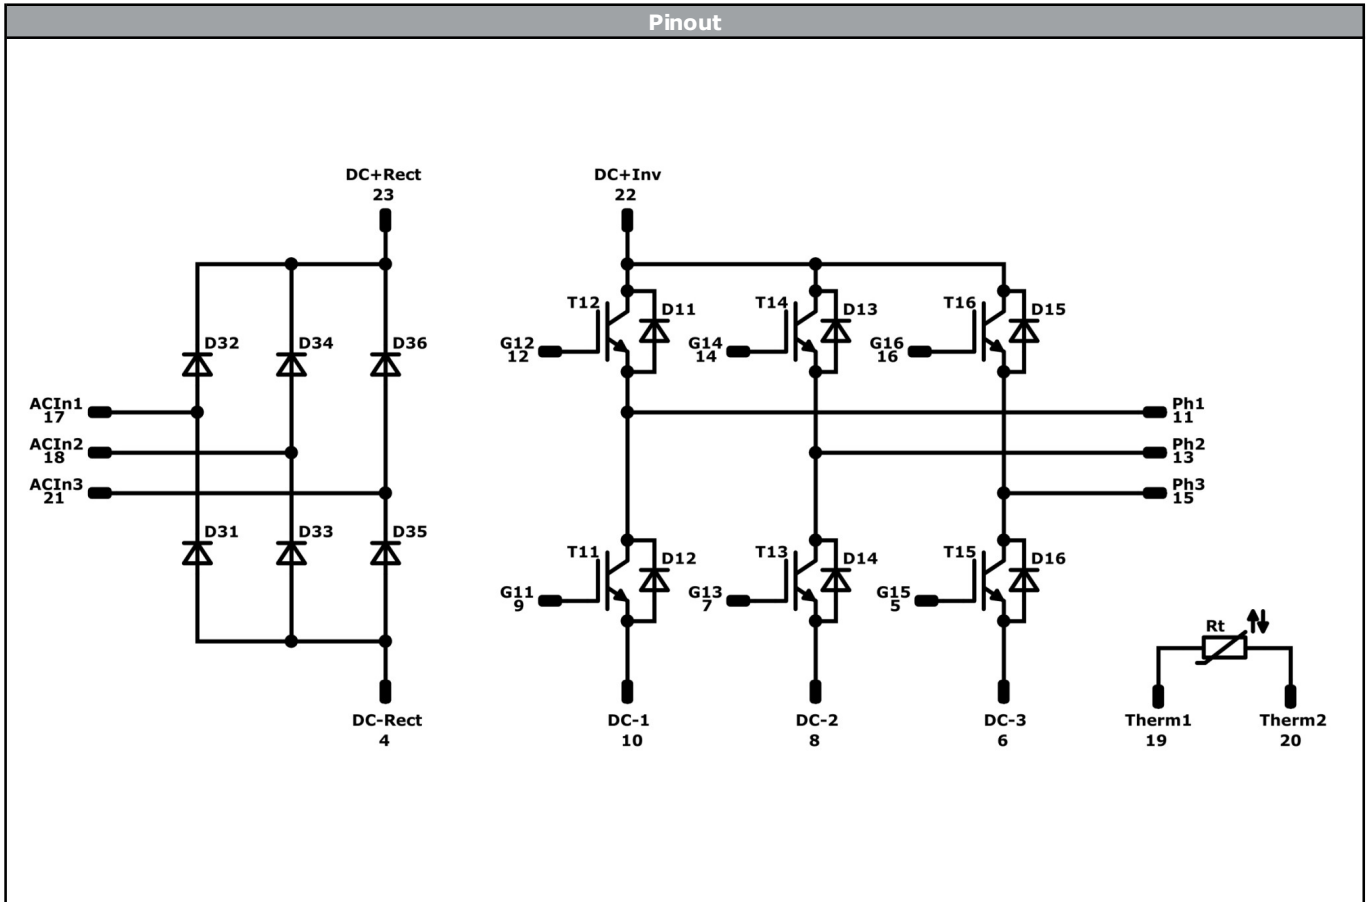 Pinout
DC+Rect
23
DC+Inv
22
T12
D11
T14
D13
T16
D15
G12
12
G14
14
G16
16
D32
D34
D36
ACIn1
17
ACIn2
18
ACIn3
21
Ph1
11
Ph2
13
Ph3
15
D31
D33
D35
T11
D12
T13
D14
T15
D16
G11
9
G13
7
G15
5
Rt
DC-Rect
4
DC-1
10
DC-2
8
DC-3
6
Therm1
19
Therm2
20